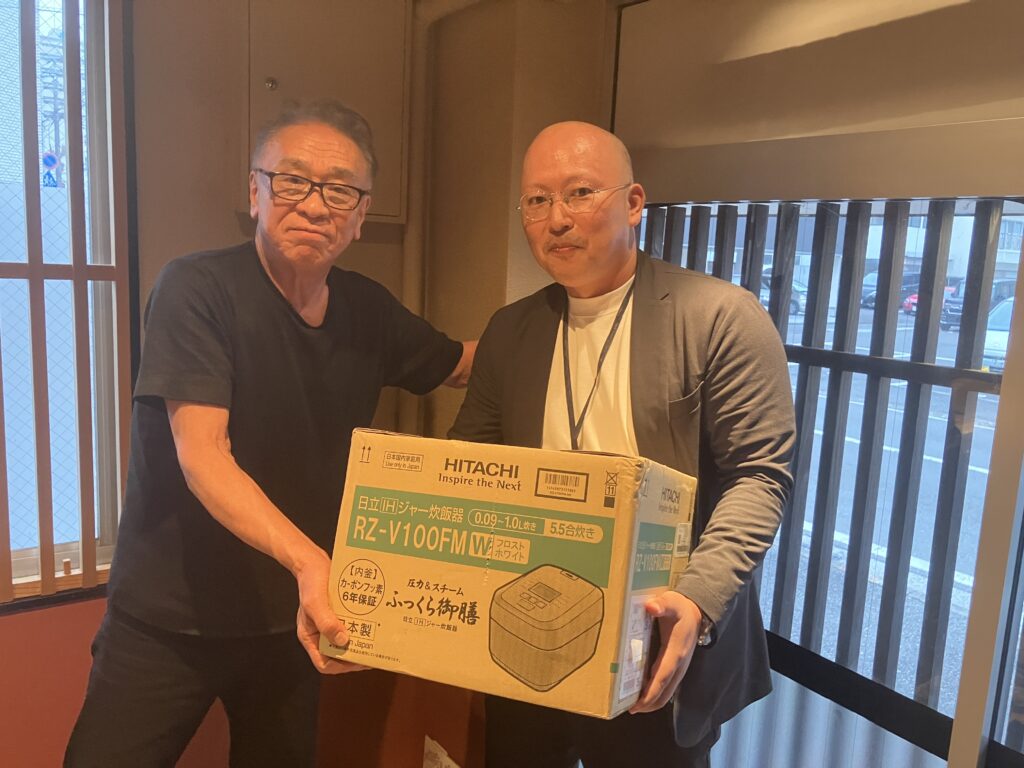 日本国内家庭用
Use only in Japan
HITACHI
Inspire the Next
11
日立IHジャー炊飯器
0.09~1.0L炊き
5.5合炊き
RZ-V100FM
W
フロスト
ホワイト
【内釜】
カーボンフッ素
6年保証
圧力&スチーム
ふっくら御膳
日立IHジャー炊飯器
日本製
in Japan
HITACHI